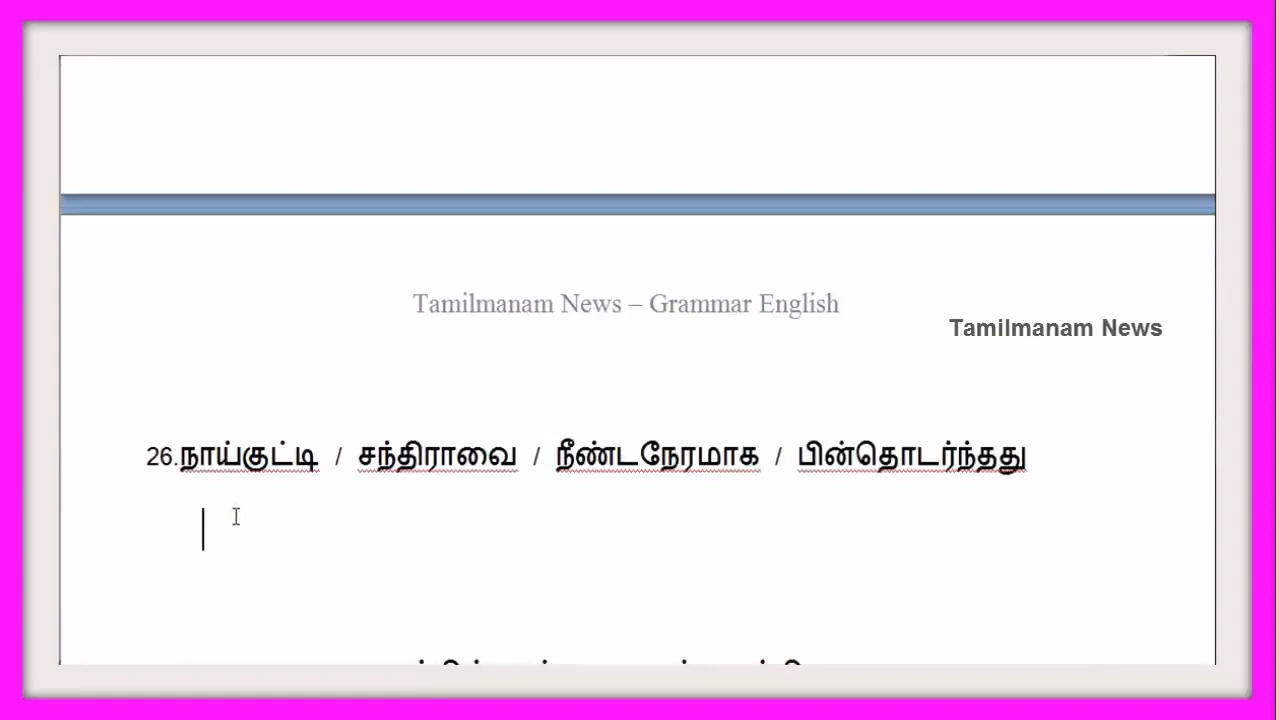 Tamilmanam News – Grammar English
Tamilmanam News
26.நாய்குட்டி / சந்திராவை / நீண்டநேரமாக / பின்தொடர்ந்தது